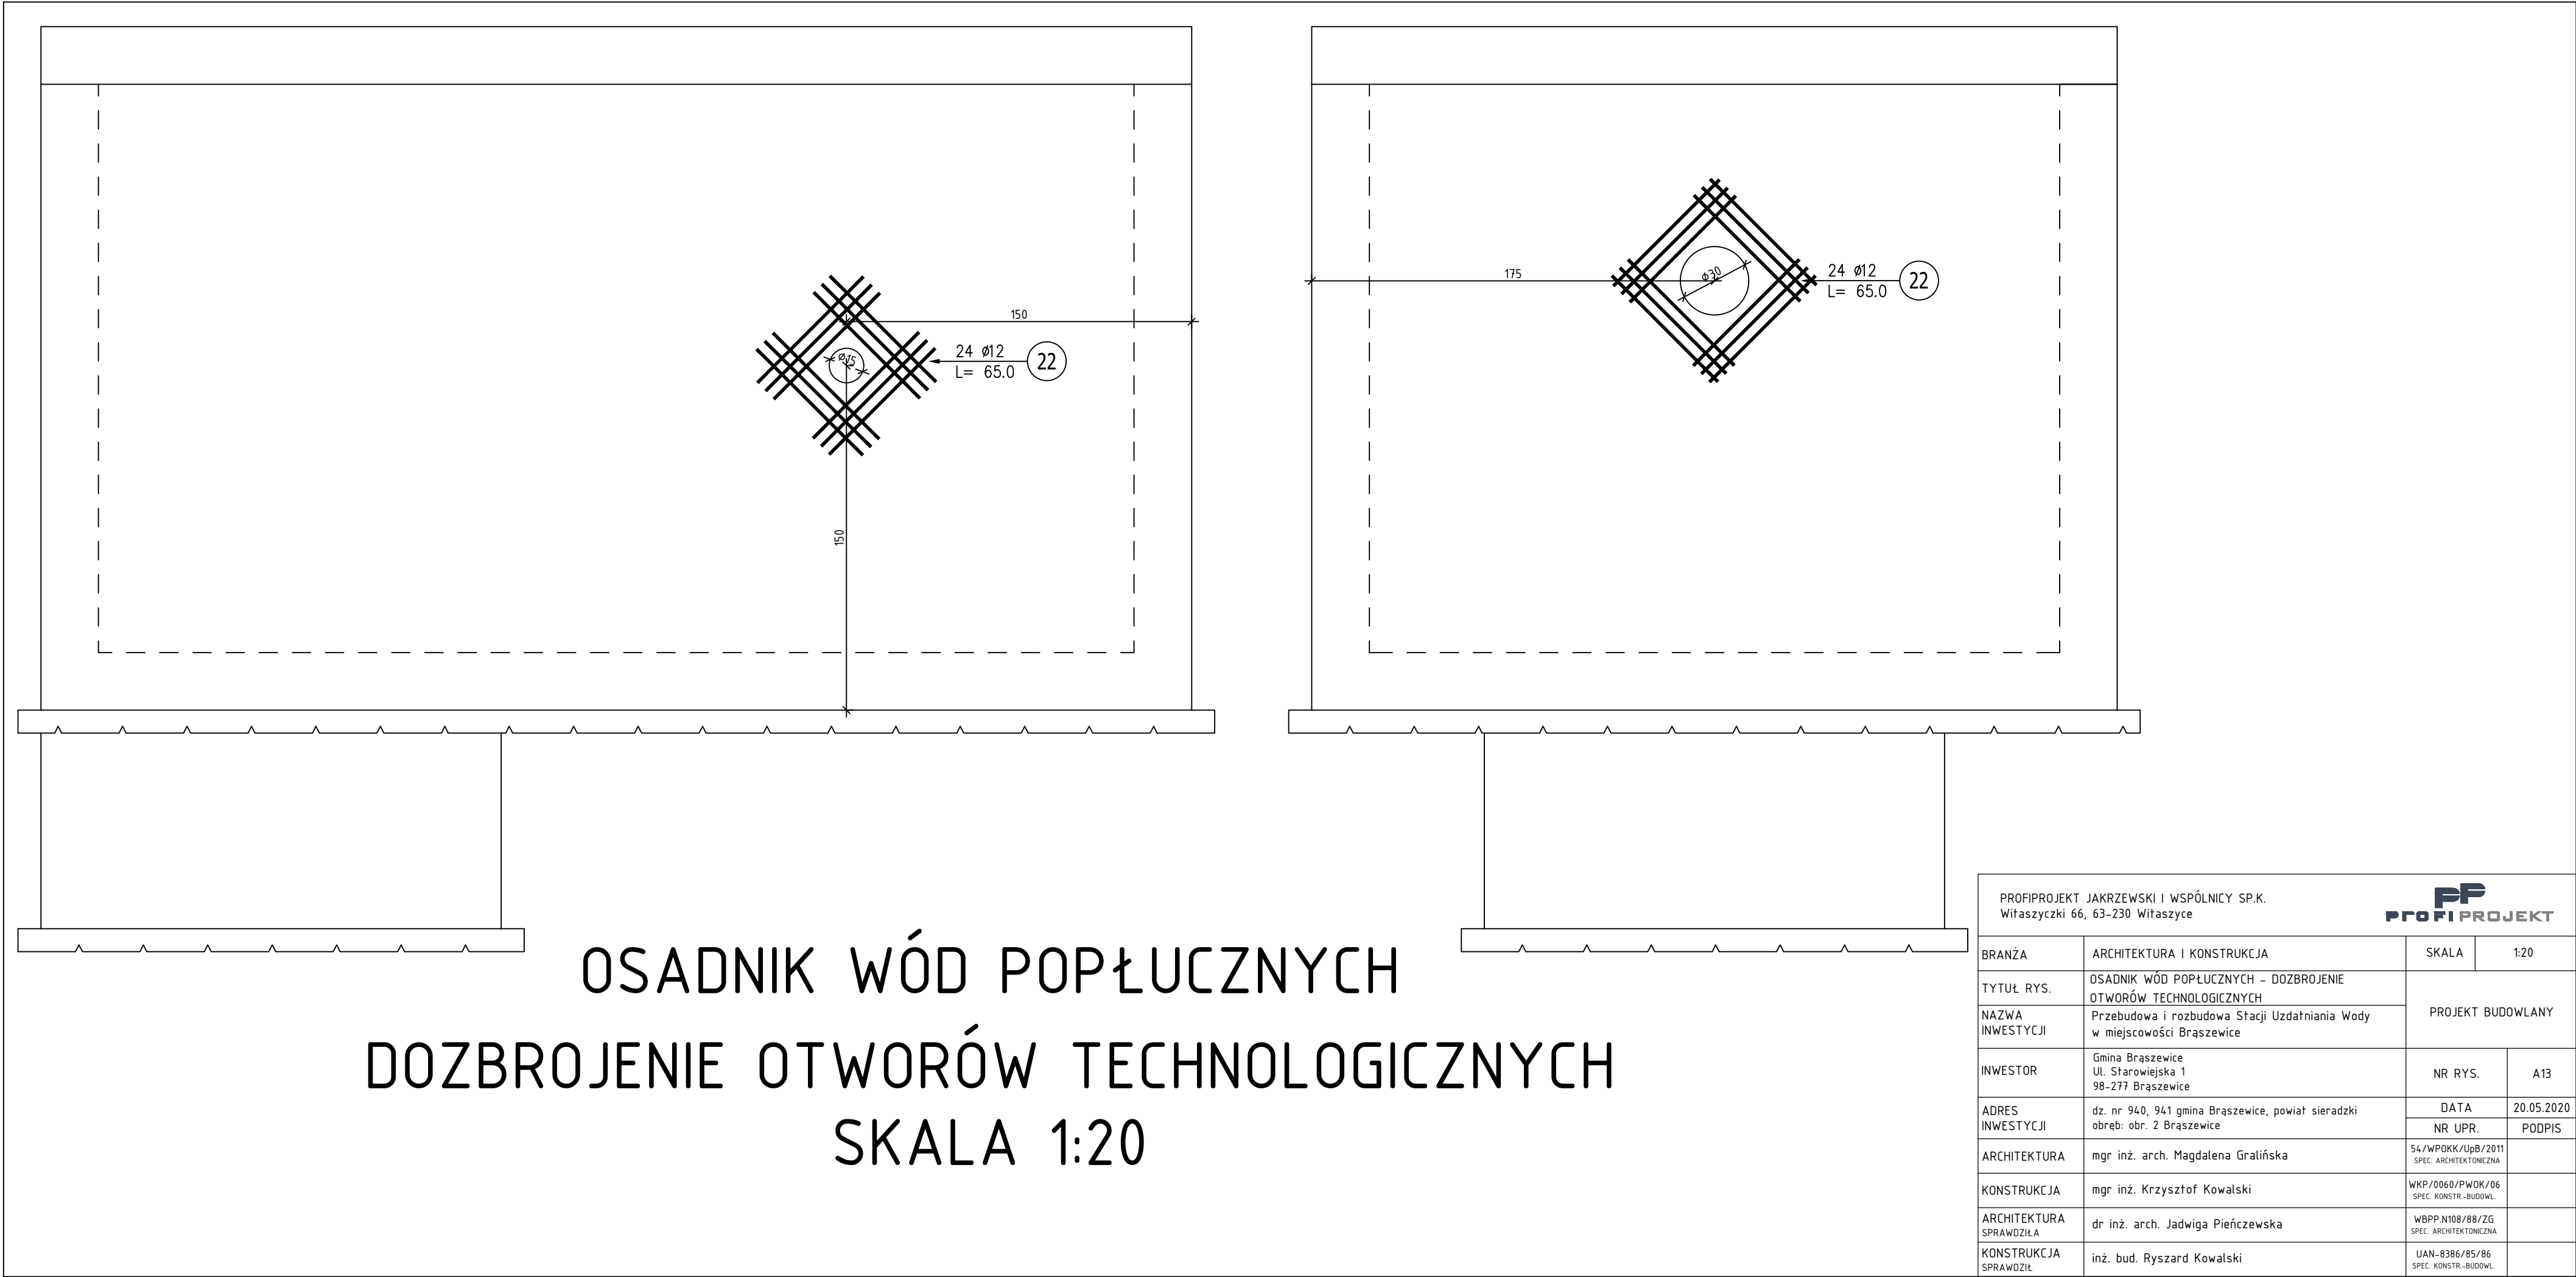 175
⌀30
24 ⌀12
L= 65.0
22
150
⌀15
24 ⌀12
L= 65.0
22
150
OSADNIK WÓD POPŁUCZNYCH
DOZBROJENIE OTWORÓW TECHNOLOGICZNYCH
SKALA 1:20
PROFIPROJEKT JAKRZEWSKI I WSPÓLNICY SP.K.
Witaszyczki 66, 63-230 Witaszyce
PP
PROFIPROJEKT
BRANŻA
ARCHITEKTURA I KONSTRUKCJA
SKALA
1:20
TYTUŁ RYS.
OSADNIK WÓD POPŁUCZNYCH - DOZBROJENIE
OTWORÓW TECHNOLOGICZNYCH
PROJEKT BUDOWLANY
NAZWA
INWESTYCJI
Przebudowa i rozbudowa Stacji Uzdatniania Wody
w miejscowości Brąszewice
INWESTOR
Gmina Brąszewice
Ul. Starowiejska 1
98-277 Brąszewice
NR RYS.
A13
ADRES
INWESTYCJI
dz. nr 940, 941 gmina Brąszewice, powiat sieradzki
obręb: obr. 2 Brąszewice
DATA
20.05.2020
NR UPR.
PODPIS
ARCHITEKTURA
mgr inż. arch. Magdalena Gralińska
54/WPOKK/UpB/2011
SPEC. ARCHITEKTONICZNA
KONSTRUKCJA
mgr inż. Krzysztof Kowalski
WKP/0060/PWOK/06
SPEC. KONSTR.-BUDOWL.
ARCHITEKTURA
SPRAWDZIŁA
dr inż. arch. Jadwiga Pieńczewska
WBPP.N108/88/ZG
SPEC. ARCHITEKTONICZNA
KONSTRUKCJA
SPRAWDZIŁ
inż. bud. Ryszard Kowalski
UAN-8386/85/86
SPEC. KONSTR.-BUDOWL.